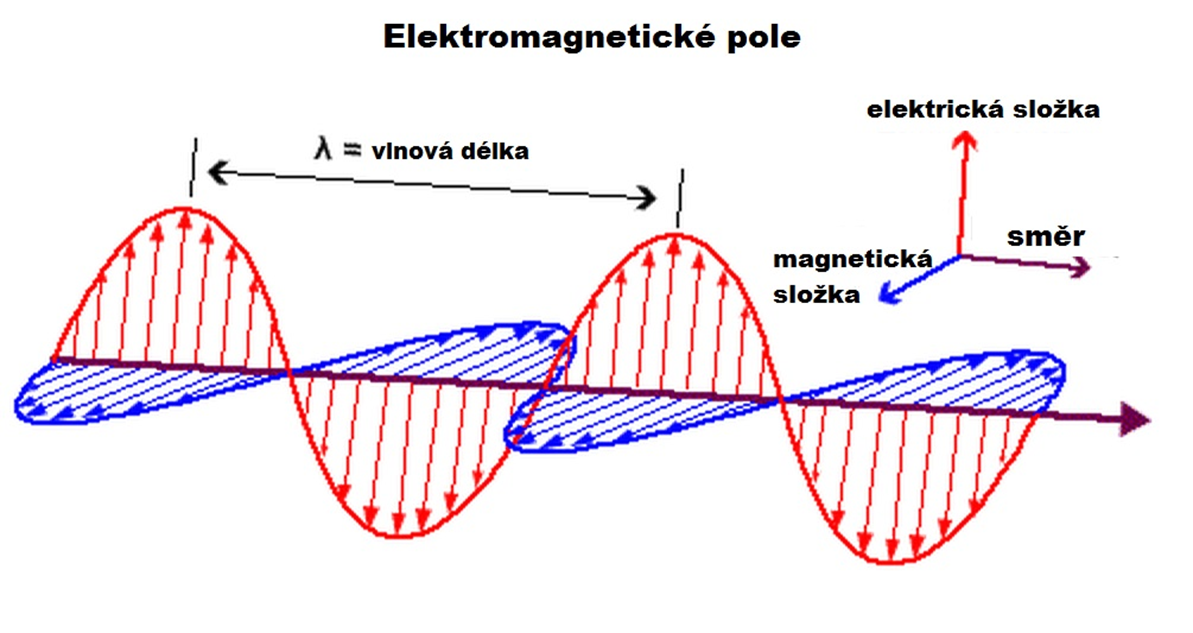 Elektromagnetické pole
elektrická složka
λ = vlnová délka
směr
magnetická
složka